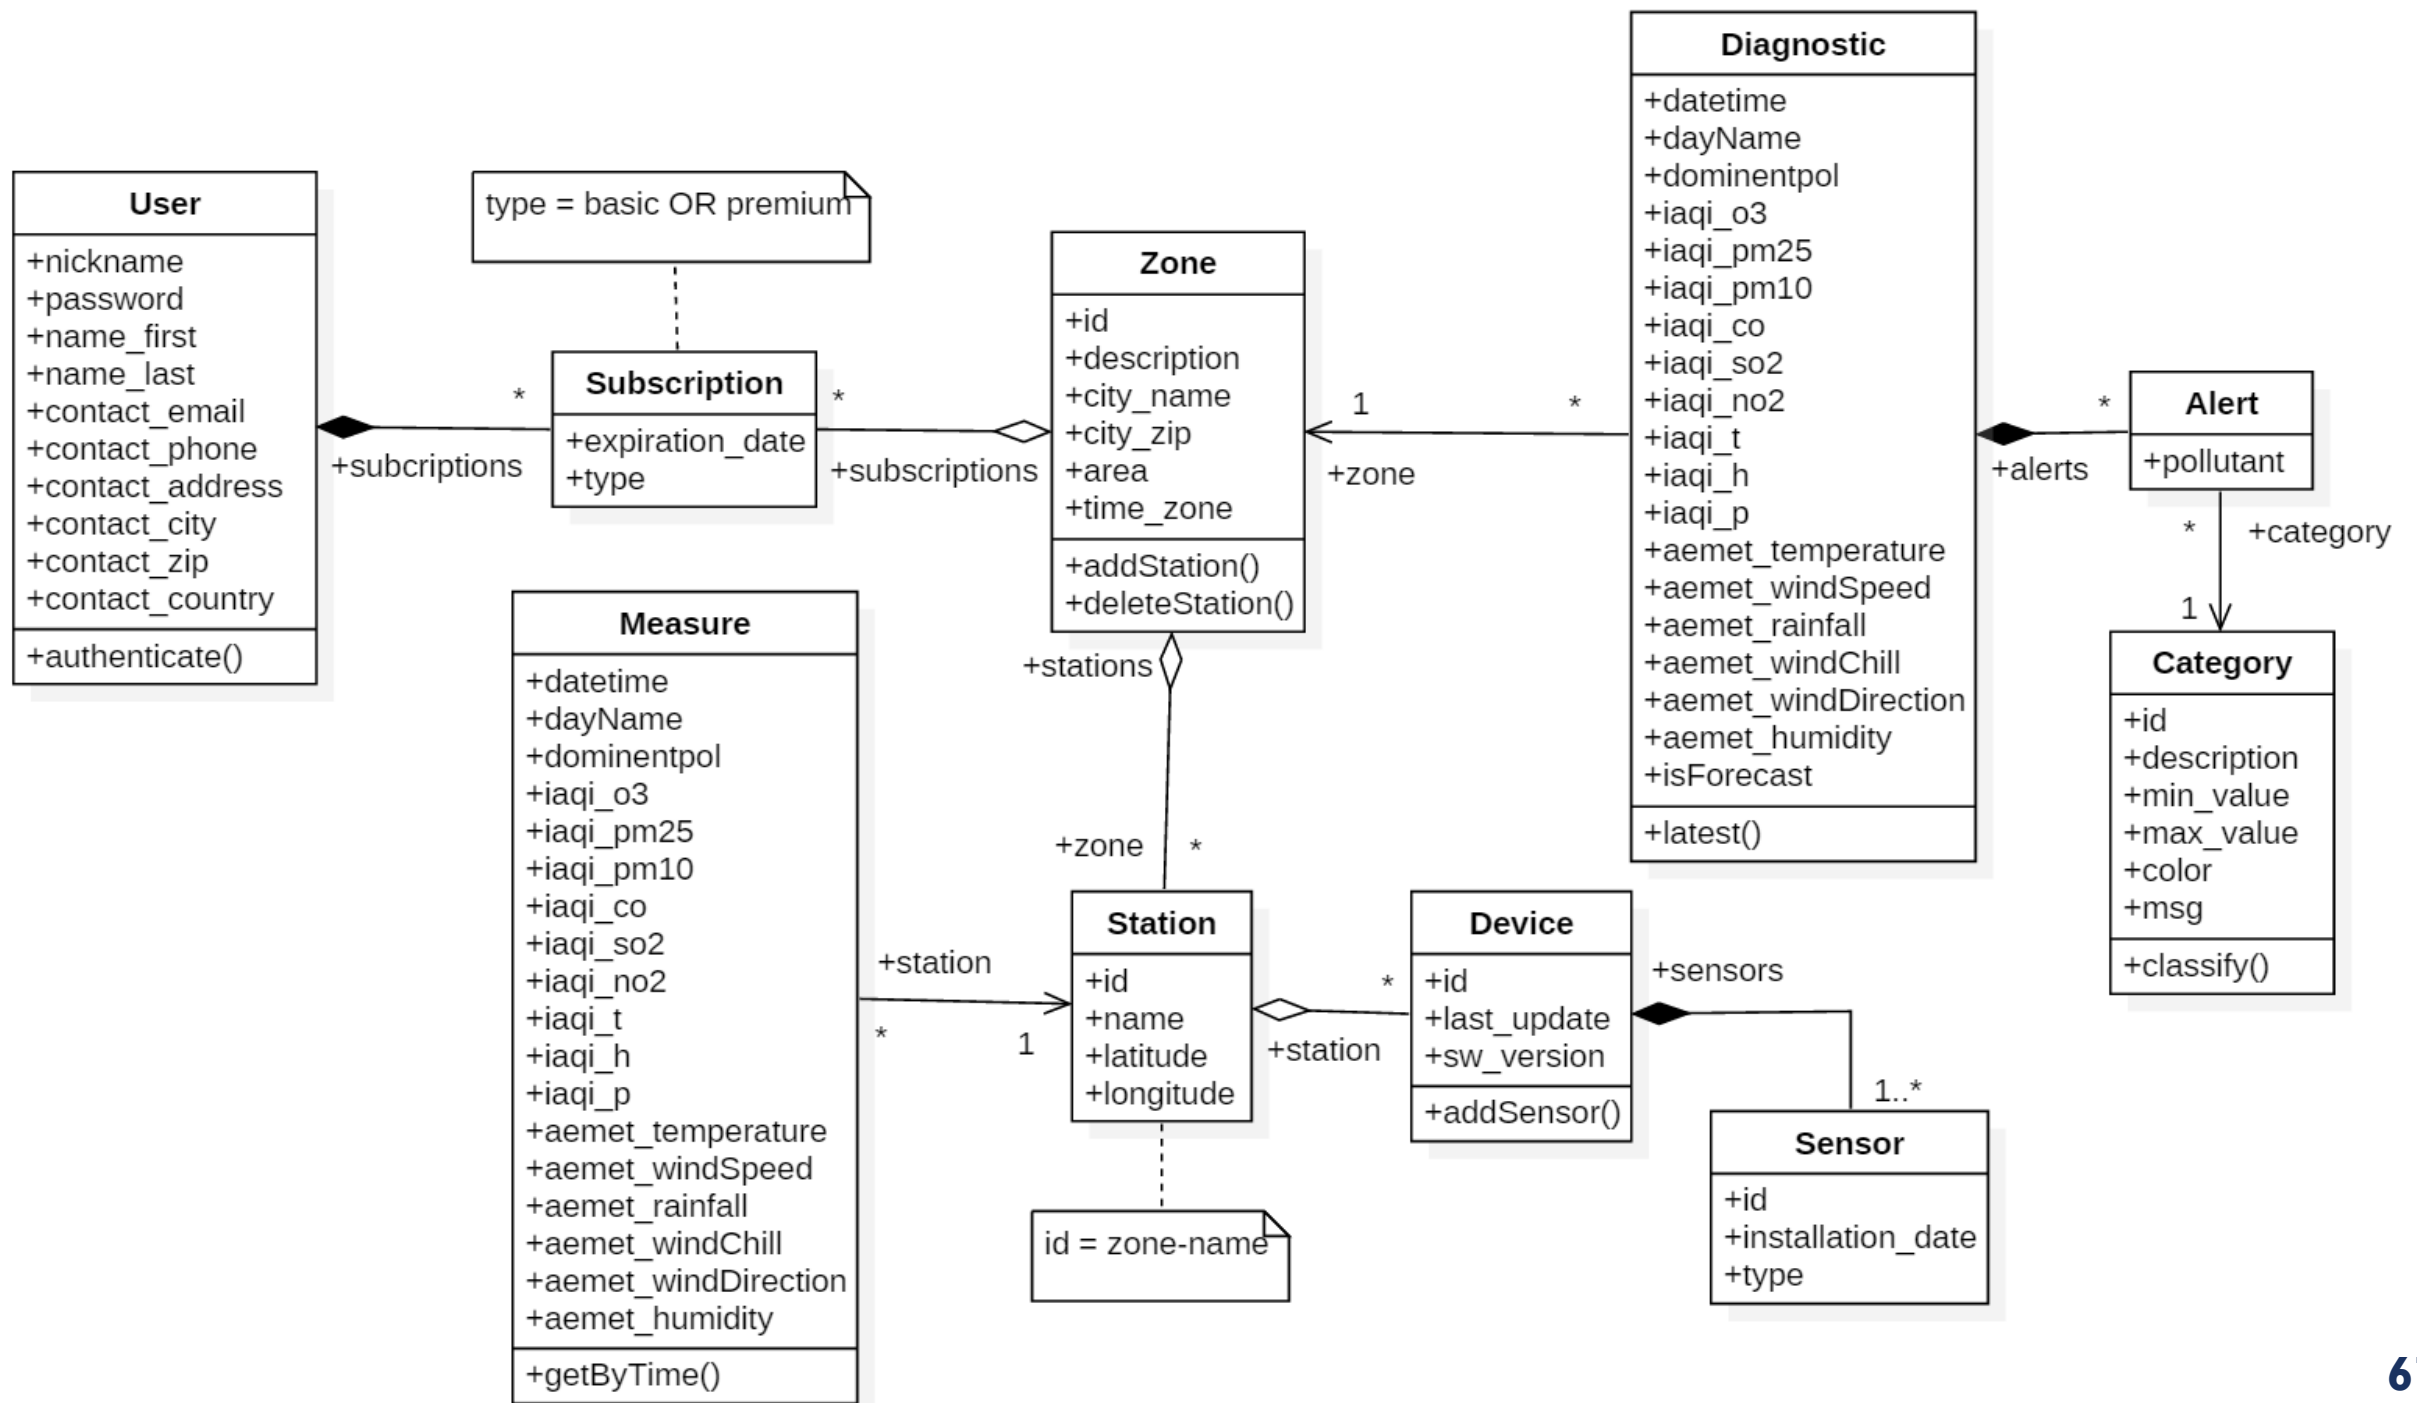 User
+nickname
+password
+name_first
+name_last
+contact_email
+contact_phone
+contact_address
+contact_city
+contact_zip
+contact_country
+authenticate()
*
+subcriptions
type = basic OR premium
Subscription
+expiration_date
+type
*
+subscriptions
Zone
+id
+description
+city_name
+city_zip
+area
+time_zone
+addStation()
+deleteStation()
1
*
+zone
Diagnostic
+datetime
+dayName
+dominentpol
+iaqi_o3
+iaqi_pm25
+iaqi_pm10
+iaqi_co
+iaqi_so2
+iaqi_no2
+iaqi_t
+iaqi_h
+iaqi_p
+aemet_temperature
+aemet_windSpeed
+aemet_rainfall
+aemet_windChill
+aemet_windDirection
+aemet_humidity
+isForecast
+latest()
*
+alerts
Alert
+pollutant
*
+category
1
Category
+id
+description
+min_value
+max_value
+color
+msg
+classify()
Measure
+datetime
+dayName
+dominentpol
+iaqi_o3
+iaqi_pm25
+iaqi_pm10
+iaqi_co
+iaqi_so2
+iaqi_no2
+iaqi_t
+iaqi_h
+iaqi_p
+aemet_temperature
+aemet_windSpeed
+aemet_rainfall
+aemet_windChill
+aemet_windDirection
+aemet_humidity
+getByTime()
+station
*
1
+stations
+zone
*
Station
+id
+name
+latitude
+longitude
id = zone-name
*
+station
Device
+id
+last_update
+sw_version
+addSensor()
+sensors
1..*
Sensor
+id
+installation_date
+type